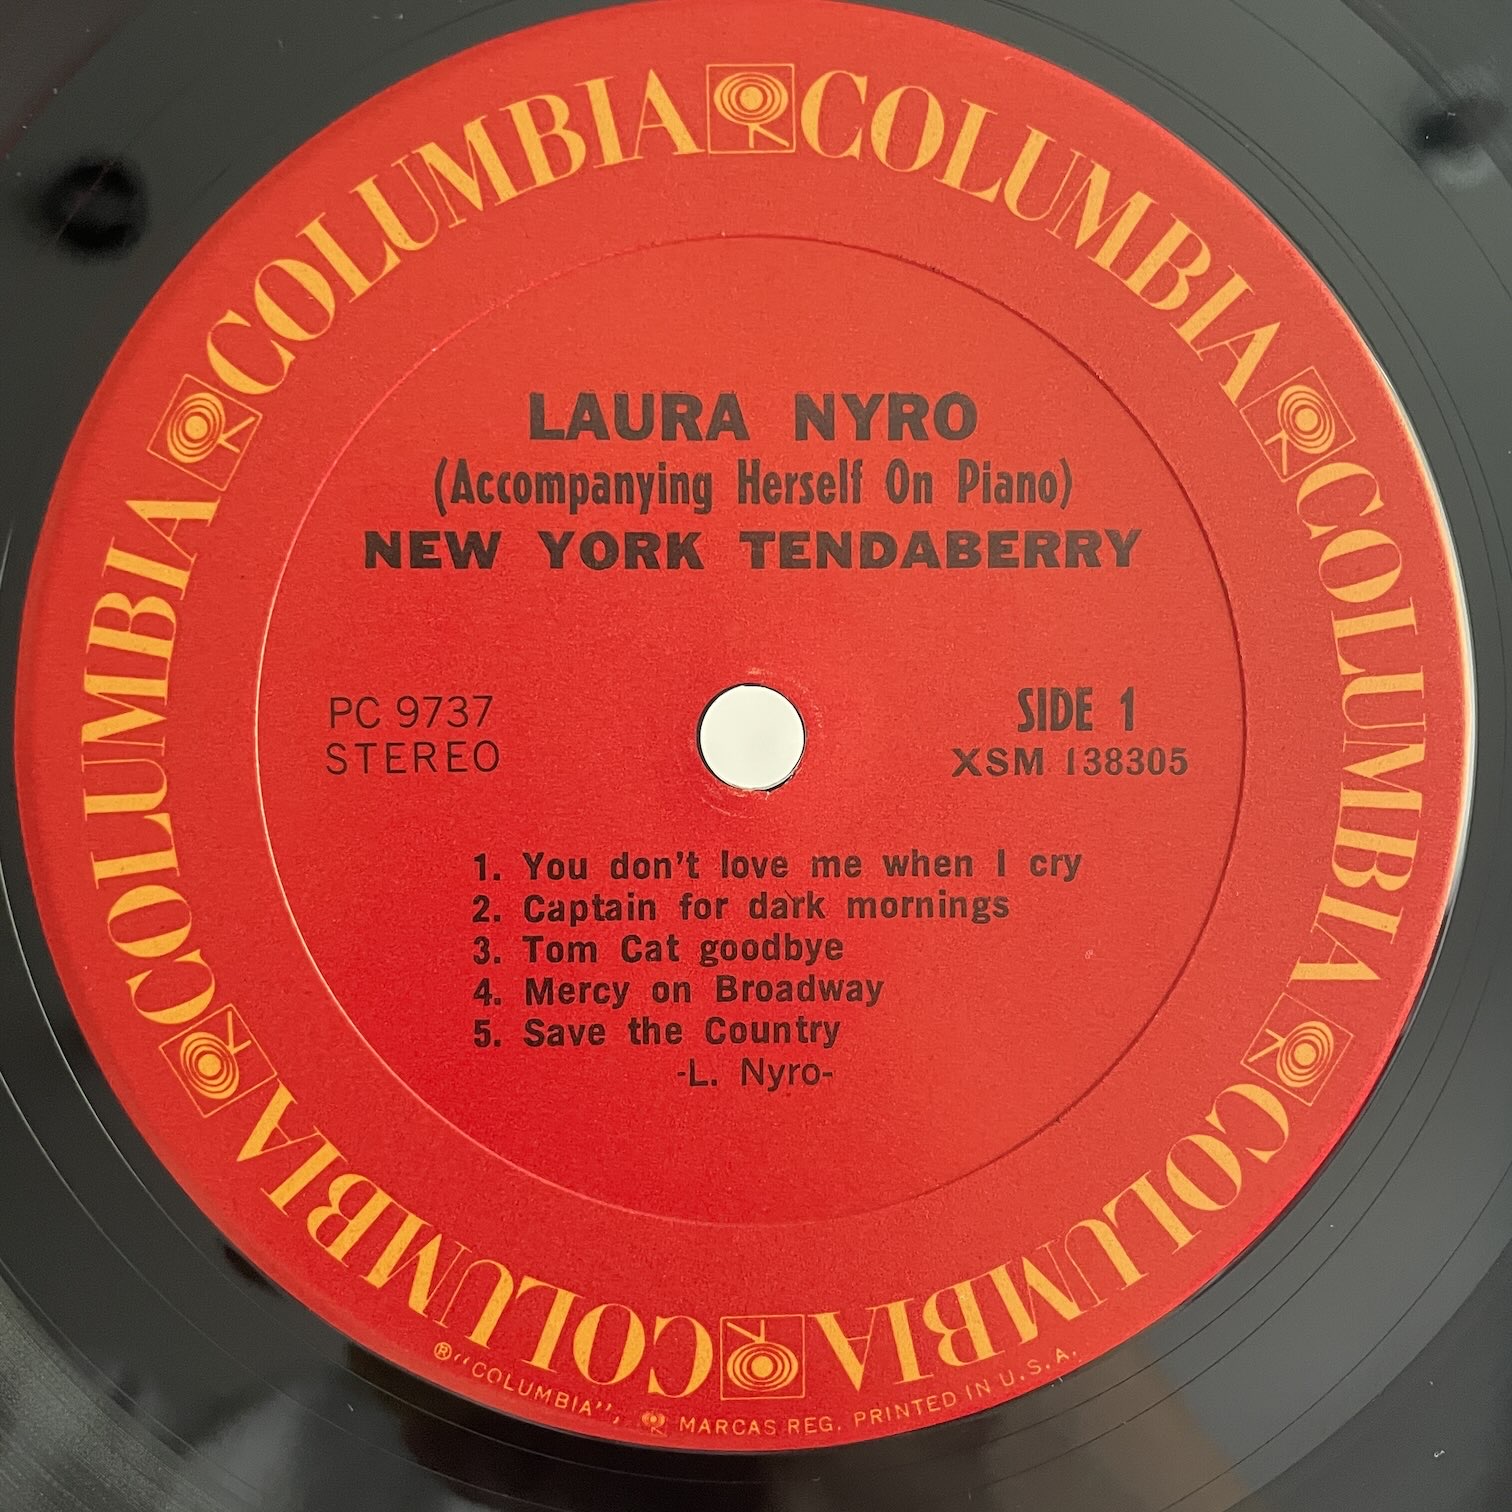 COLUMBIA COLUMBIA COLUMBIA COLUMBIA COLUMBIA COLUMBIA
LAURA NYRO
(Accompanying Herself On Piano)
NEW YORK TENDABERRY
PC 9737
STEREO
SIDE 1
XSM 138305
1. You don't love me when I cry
2. Captain for dark mornings
3. Tom Cat goodbye
4. Mercy on Broadway
5. Save the Country
-L. Nyro-
® "COLUMBIA", MARCAS REG. PRINTED IN U.S.A.